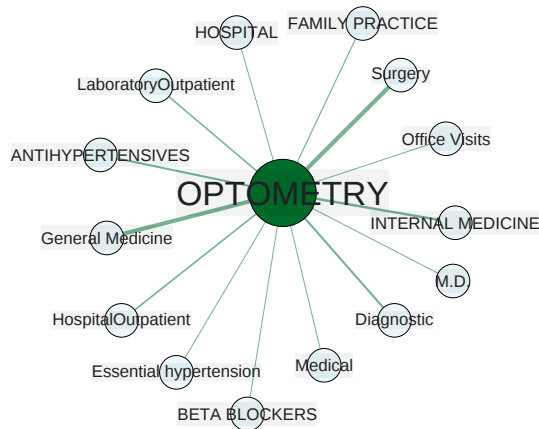 FAMILY PRACTICE
HOSPITAL
Surgery
LaboratoryOutpatient
Office Visits
ANTIHYPERTENSIVES
OPTOMETRY
INTERNAL MEDICINE
General Medicine
M.D.
HospitalOutpatient
Diagnostic
Medical
Essential hypertension
BETA BLOCKERS